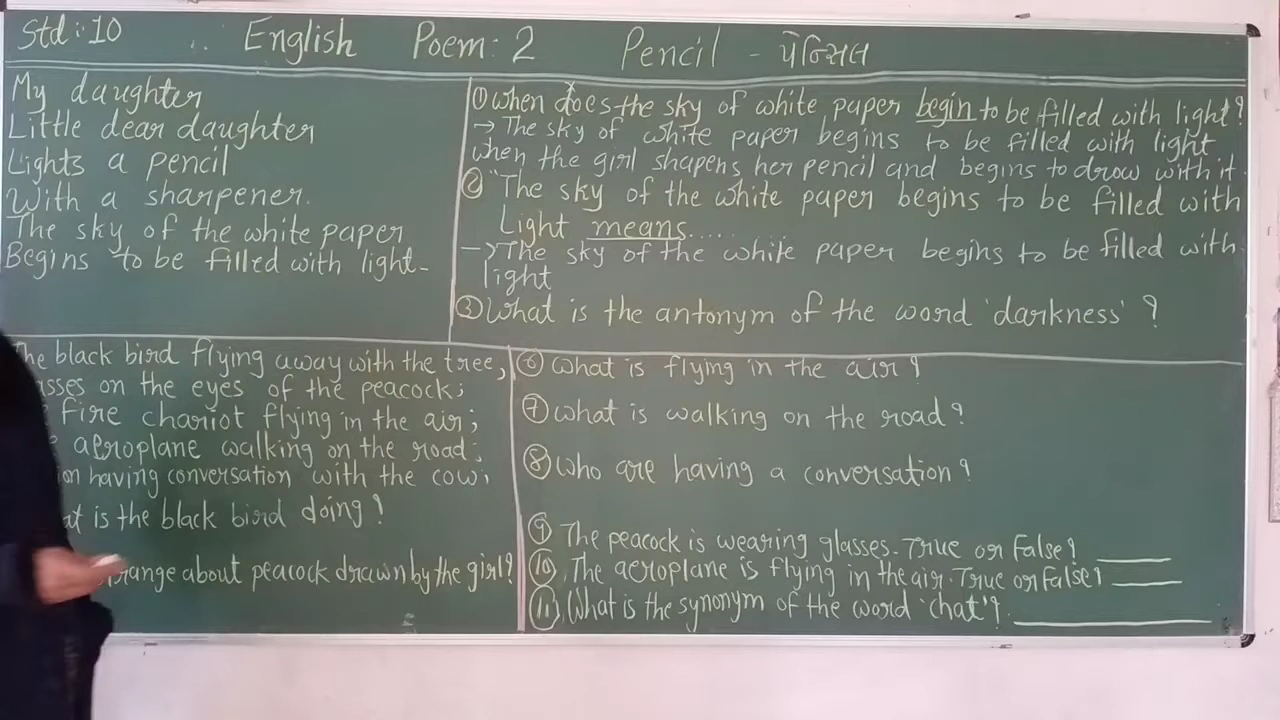 Std: 10 English Poem: 2 Pencil - પેન્સિલ
My daughter
Little dear daughter
Lights a pencil
With a sharpener.
The sky of the white paper
Begins to be filled with light-
① When does the sky of white paper begin to be filled with light?
→ The sky of white paper begins to be filled with light
when the girl shapens her pencil and begins to drow with it.
② "The sky of the white paper begins to be filled with
Light means.....
→ The sky of the white paper begins to be filled with
light
③ What is the antonym of the word 'darkness' ?
The black bird flying away with the tree,
asses on the eyes of the peacock;
fire chariot flying in the air;
aeroplane walking on the road;
on having conversation with the cow,
at is the black bird doing?
range about peacock drawn by the girl?
⑥ What is flying in the air?
⑦ What is walking on the road?
⑧ Who are having a conversation?
⑨ The peacock is wearing glasses. True or False? ____
⑩ The aeroplane is flying in the air. True or False? ____
⑪ What is the synonym of the word 'chat'? ____